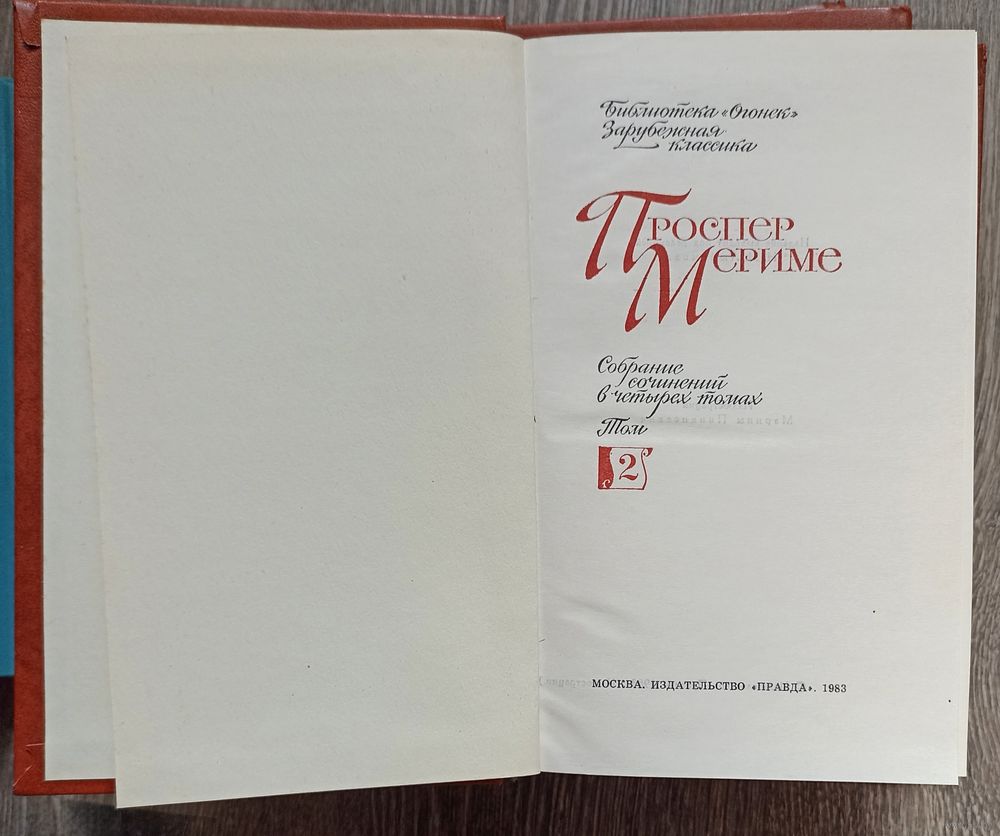 Библиотека «Огонек»
Зарубежная
классика
Проспер
Мериме
Собрание
сочинений
в четырех томах
Том
2
МОСКВА. ИЗДАТЕЛЬСТВО «ПРАВДА». 1983